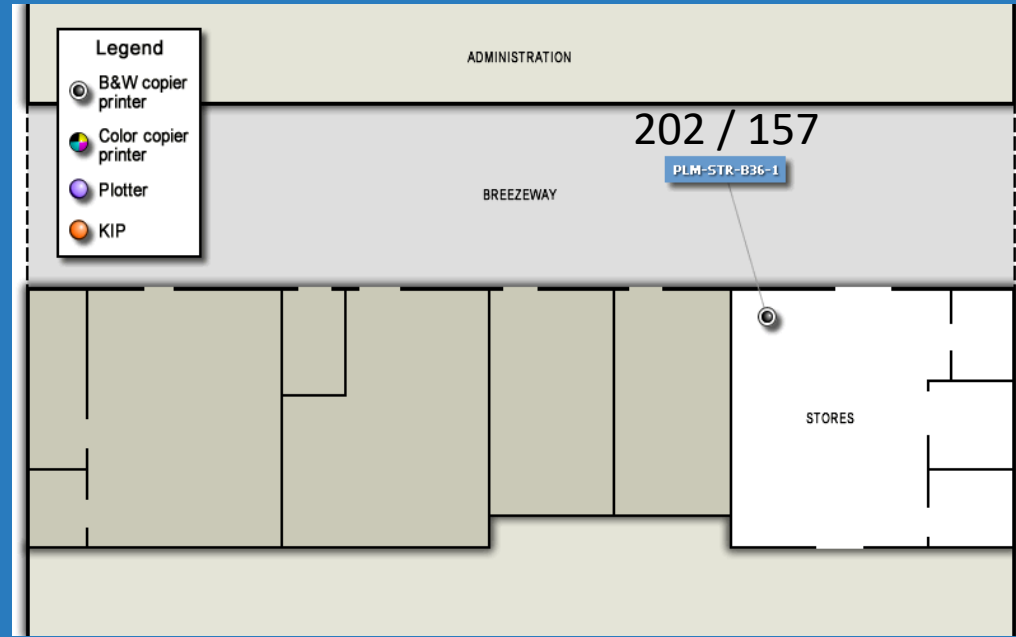 Legend
B&W copier
printer
Color copier
printer
Plotter
KIP
ADMINISTRATION
202 / 157
PLM-STR-B36-1
BREEZEWAY
STORES